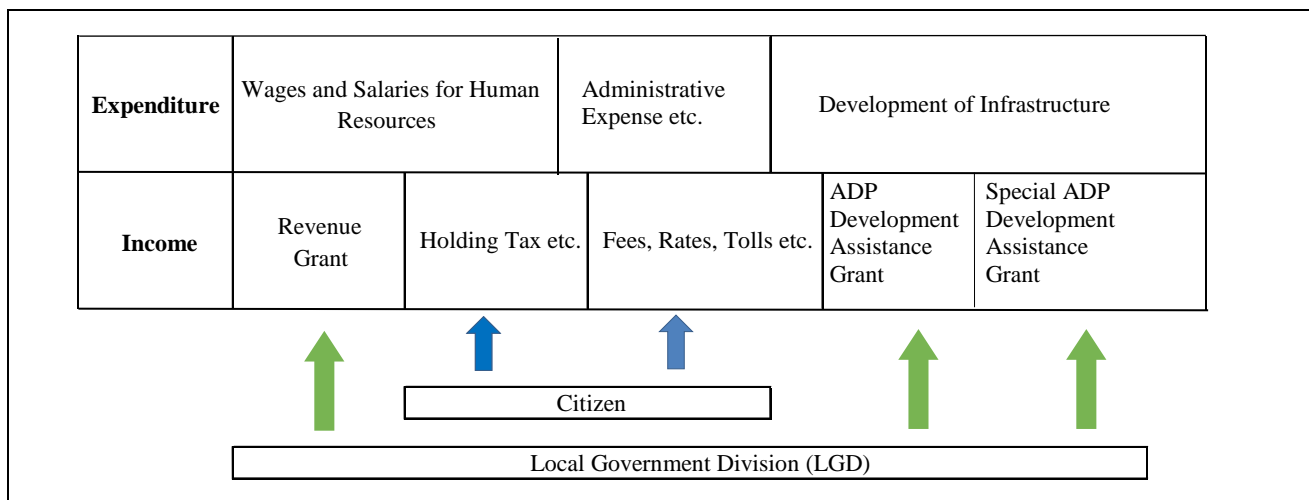 Expenditure
Wages and Salaries for Human
Resources
Administrative
Expense etc.
Development of Infrastructure
Income
Revenue
Grant
Holding Tax etc.
Fees, Rates, Tolls etc.
ADP
Development
Assistance
Grant
Special ADP
Development
Assistance
Grant
Citizen
Local Government Division (LGD)